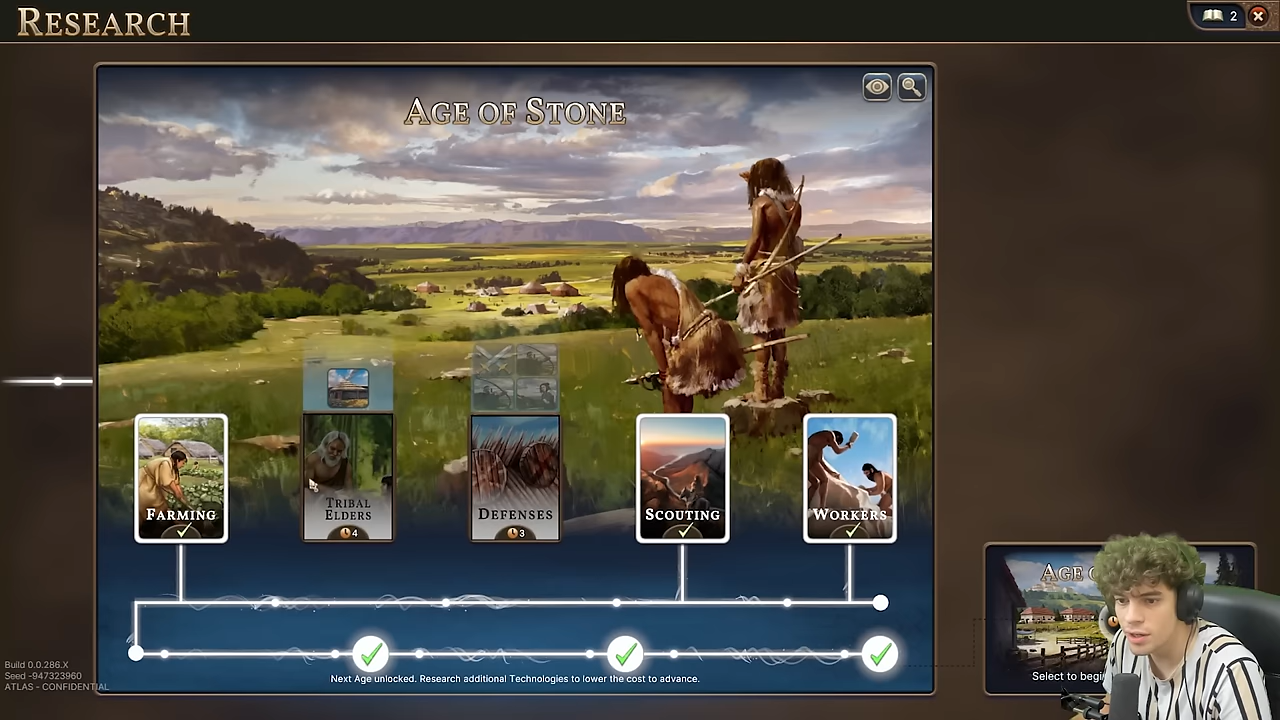 RESEARCH
2
AGE OF STONE
FARMING
TRIBAL
ELDERS
4
DEFENSES
3
SCOUTING
WORKERS
AGE
Build 0.0.286.X
Seed -947323960
ATLAS - CONFIDENTIAL
Next Age unlocked. Research additional Technologies to lower the cost to advance.
Select to